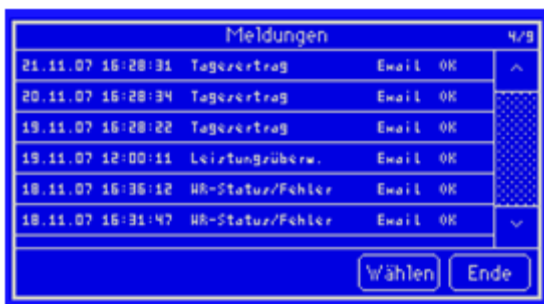 Meldungen 4/9
21.11.07 16:28:31 Tagesertrag Email OK
20.11.07 16:28:34 Tagesertrag Email OK
19.11.07 16:28:22 Tagesertrag Email OK
19.11.07 12:00:11 Leistungsüberw. Email OK
18.11.07 16:36:12 WR-Status/Fehler Email OK
18.11.07 16:31:47 WR-Status/Fehler Email OK
Wählen Ende